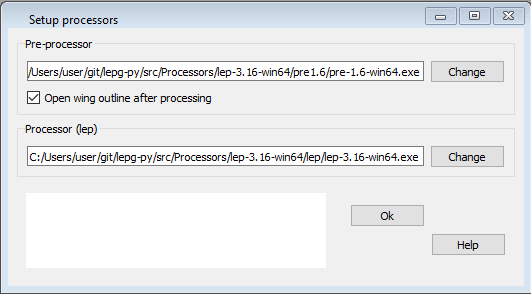 Setup processors
Pre-processor
/Users/user/git/lepg-py/src/Processors/lep-3.16-win64/pre1.6/pre-1.6-win64.exe
Change
Open wing outline after processing
Processor (lep)
C:/Users/user/git/lepg-py/src/Processors/lep-3.16-win64/lep/lep-3.16-win64.exe
Change
Ok
Help